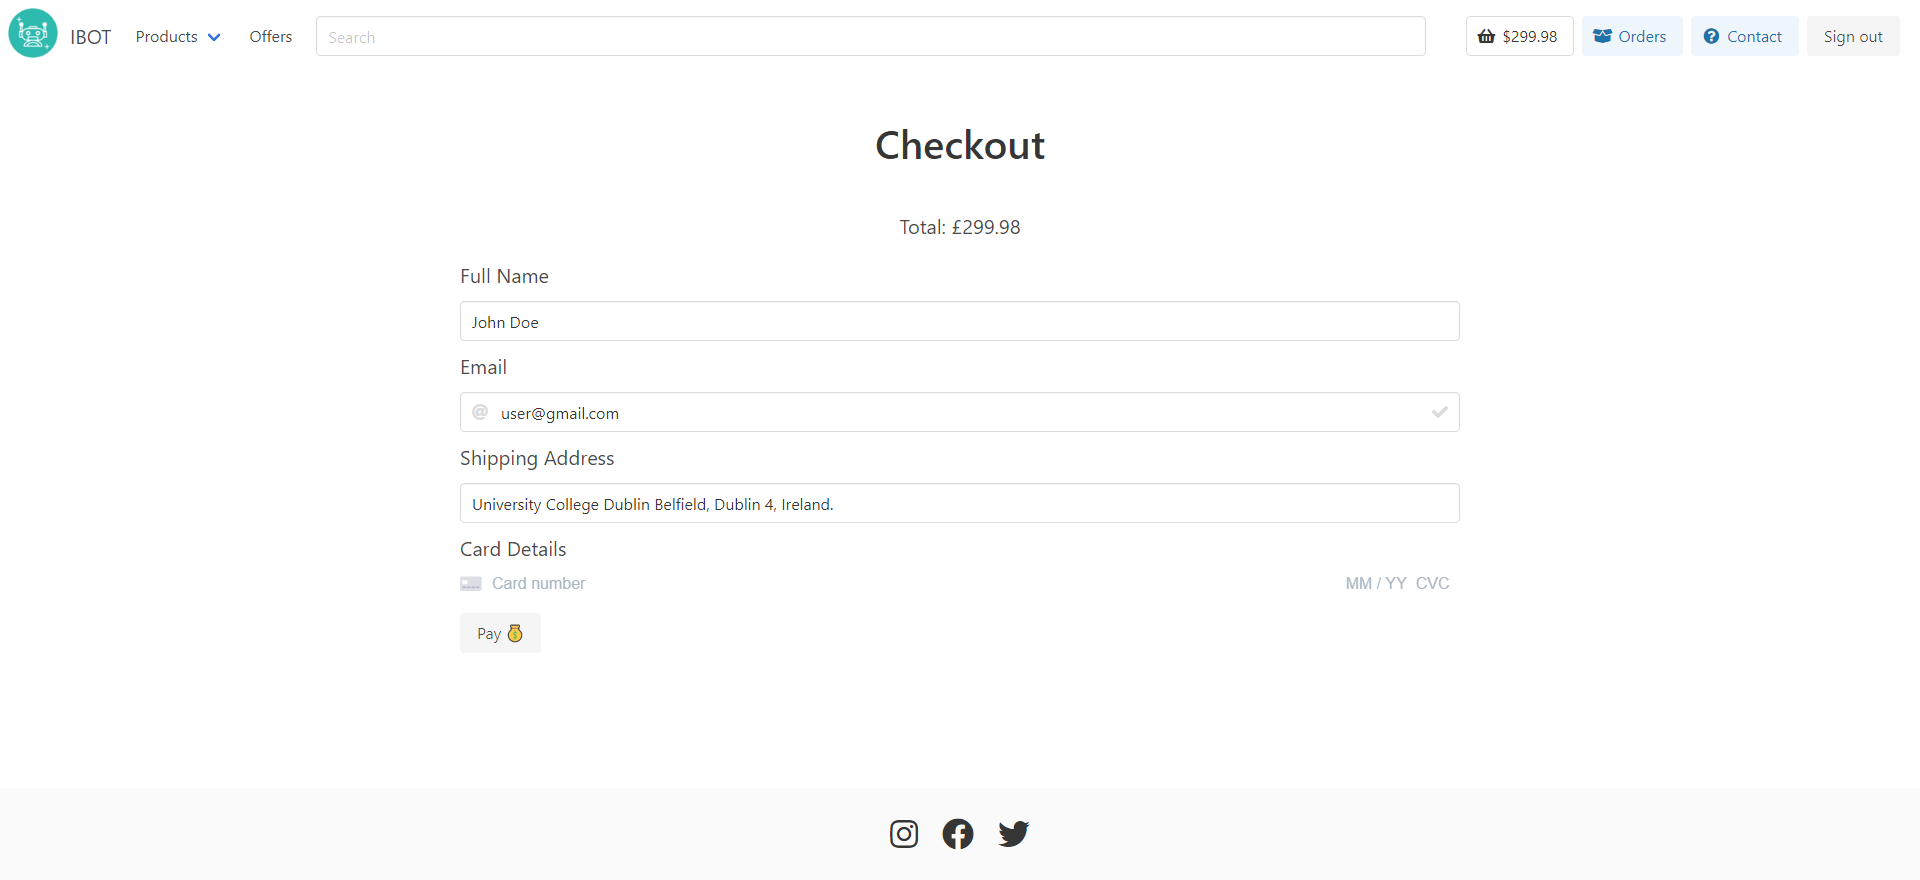 IBOT Products Offers Search $299.98 Orders Contact Sign out
Checkout
Total: £299.98
Full Name
John Doe
Email
@ user@gmail.com
Shipping Address
University College Dublin Belfield, Dublin 4, Ireland.
Card Details
Card number MM / YY CVC
Pay